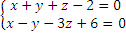 x + y + z − 2 = 0
x − y − 3z + 6 = 0